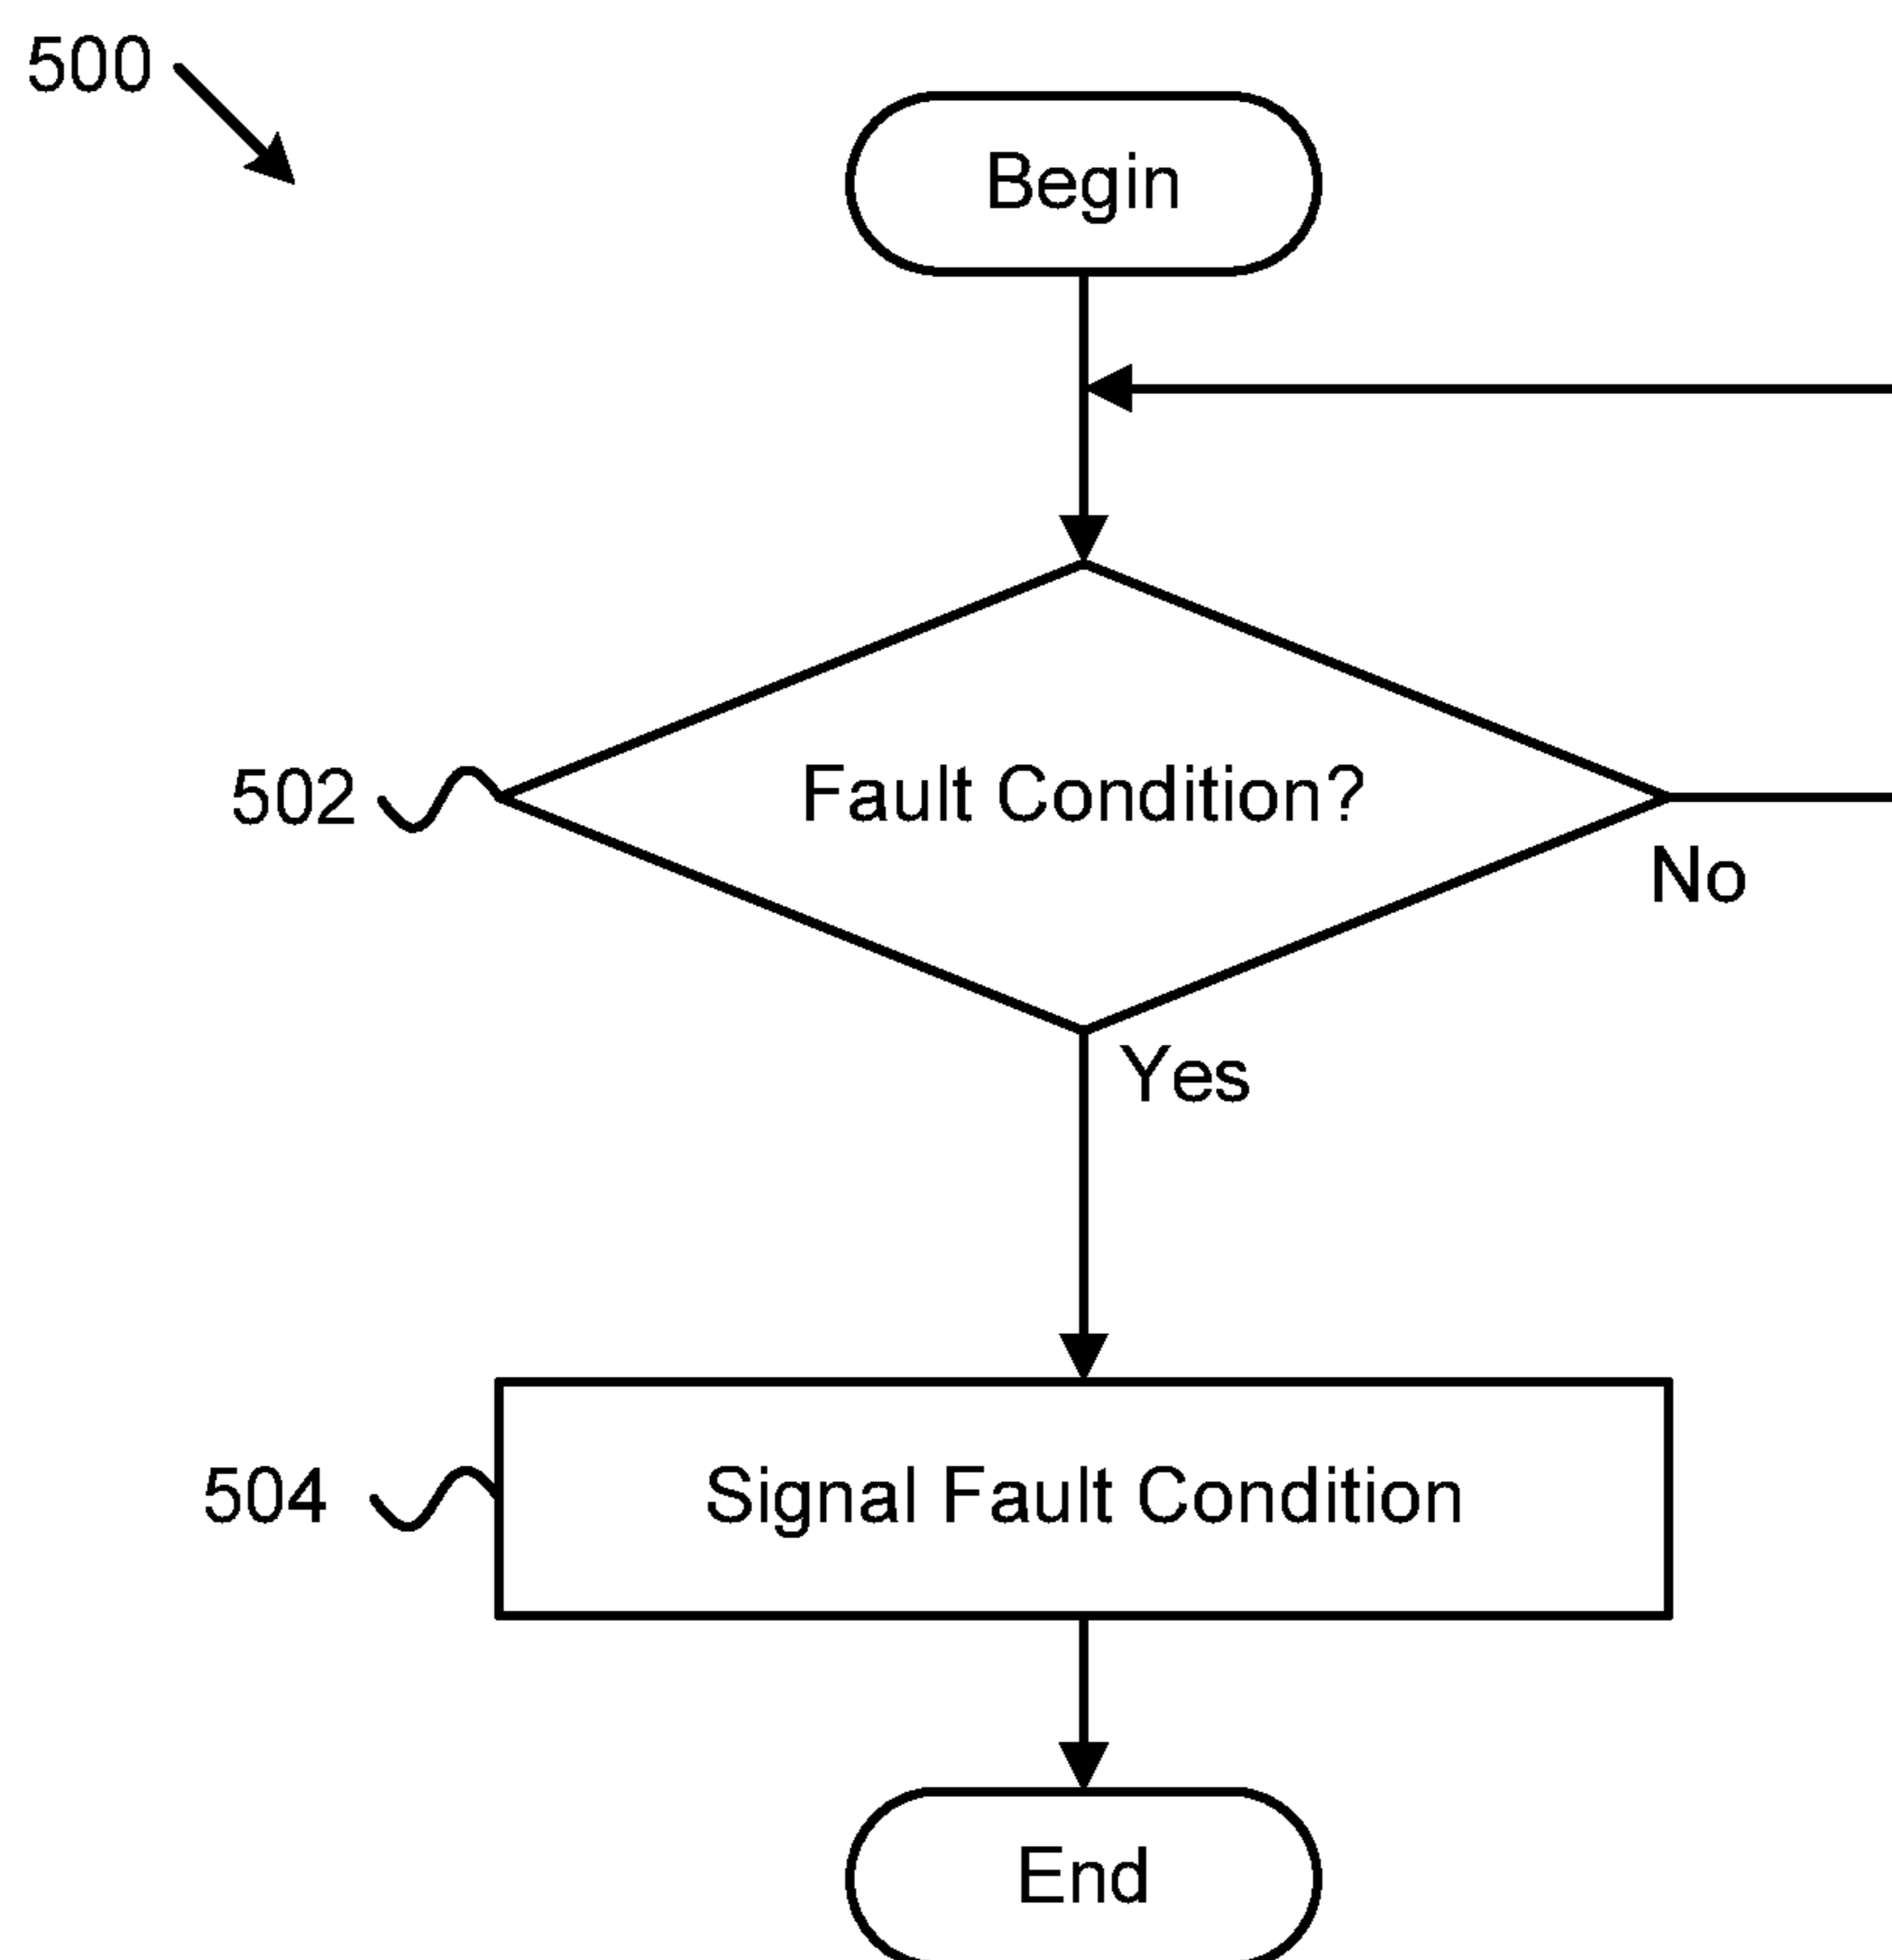 500
Begin
502
Fault Condition?
No
Yes
504
Signal Fault Condition
End